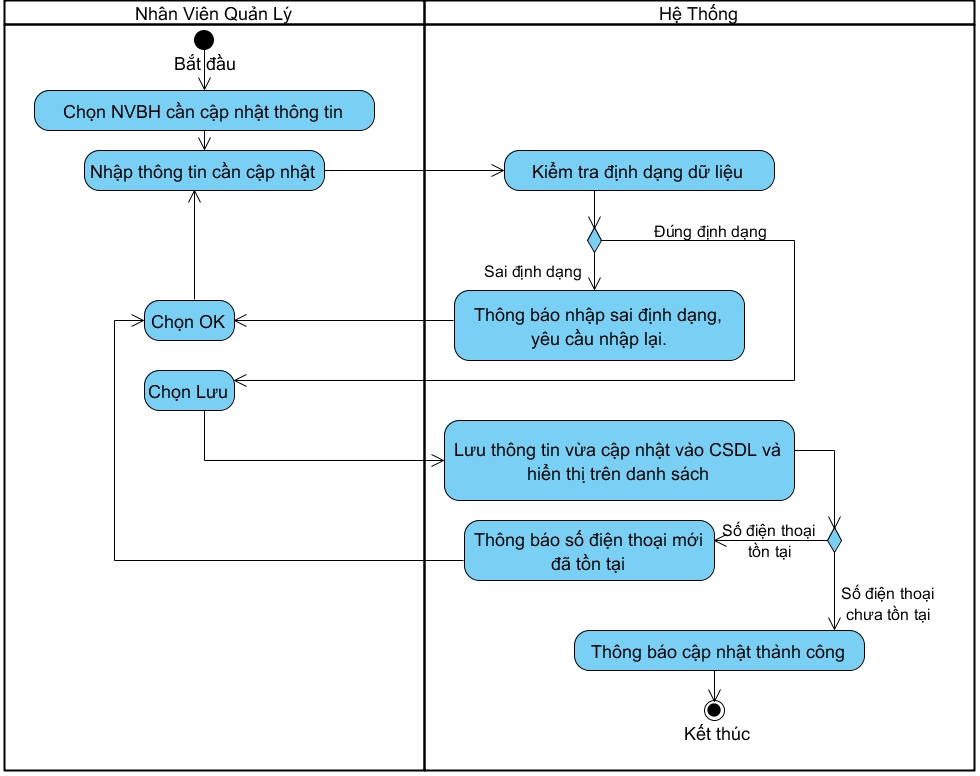 Nhân Viên Quản Lý
Hệ Thống
Bắt đầu
Chọn NVBH cần cập nhật thông tin
Nhập thông tin cần cập nhật
Kiểm tra định dạng dữ liệu
Đúng định dạng
Sai định dạng
Thông báo nhập sai định dạng,
yêu cầu nhập lại.
Chọn OK
Chọn Lưu
Lưu thông tin vừa cập nhật vào CSDL và
hiển thị trên danh sách
Thông báo số điện thoại mới
đã tồn tại
Số điện thoại
tồn tại
Số điện thoại
chưa tồn tại
Thông báo cập nhật thành công
Kết thúc